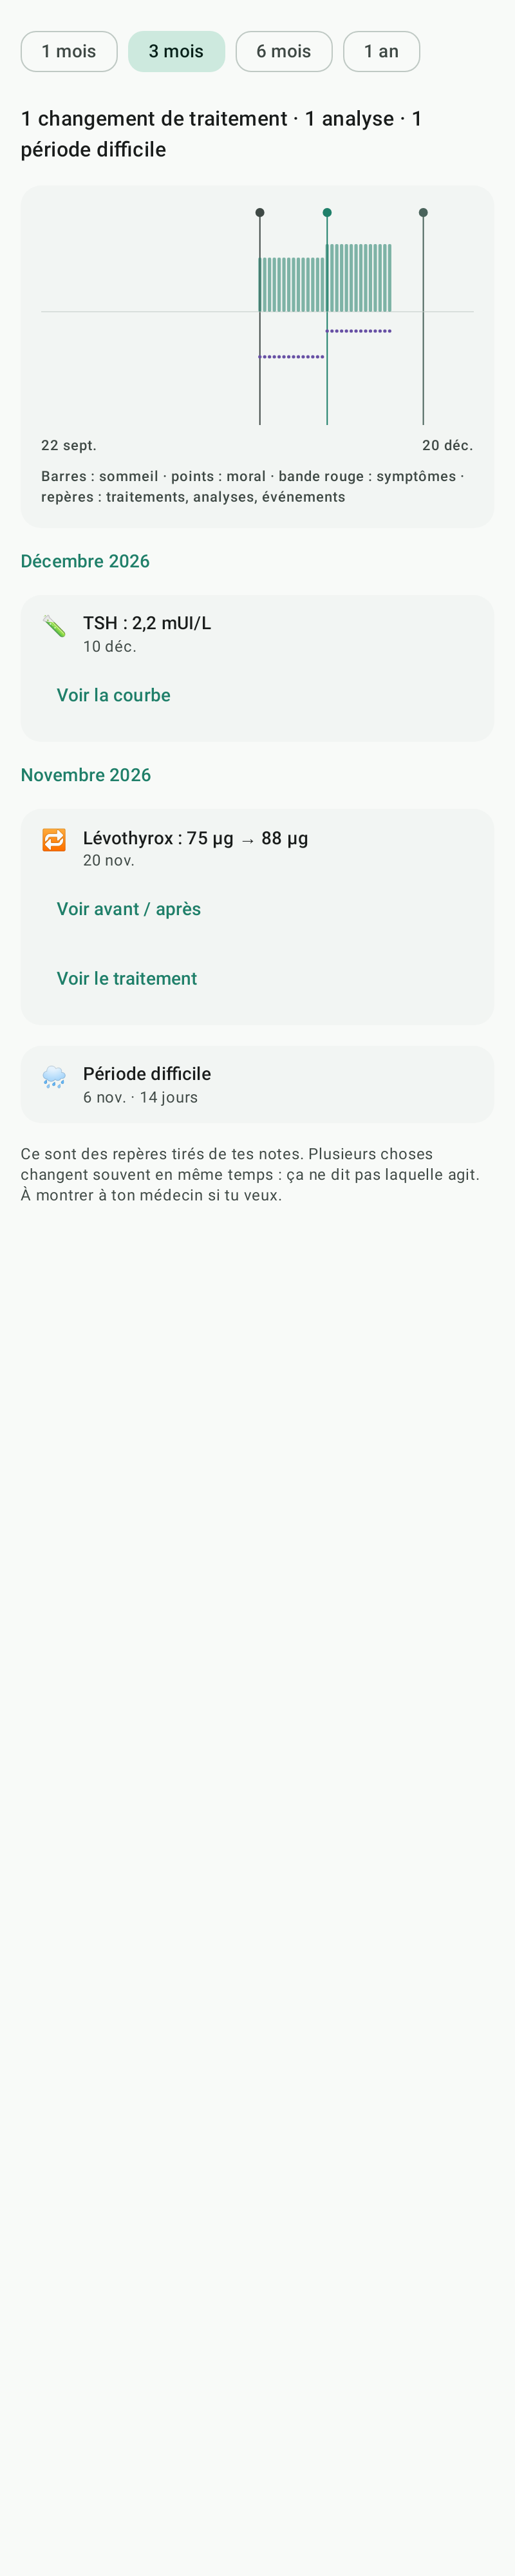 1 mois
3 mois
6 mois
1 an
1 changement de traitement · 1 analyse · 1
période difficile
22 sept.
20 déc.
Barres : sommeil · points : moral · bande rouge : symptômes ·
repères : traitements, analyses, événements
Décembre 2026
TSH : 2,2 mUI/L
10 déc.
Voir la courbe
Novembre 2026
Lévothyrox : 75 µg → 88 µg
20 nov.
Voir avant / après
Voir le traitement
Période difficile
6 nov. · 14 jours
Ce sont des repères tirés de tes notes. Plusieurs choses
changent souvent en même temps : ça ne dit pas laquelle agit.
À montrer à ton médecin si tu veux.